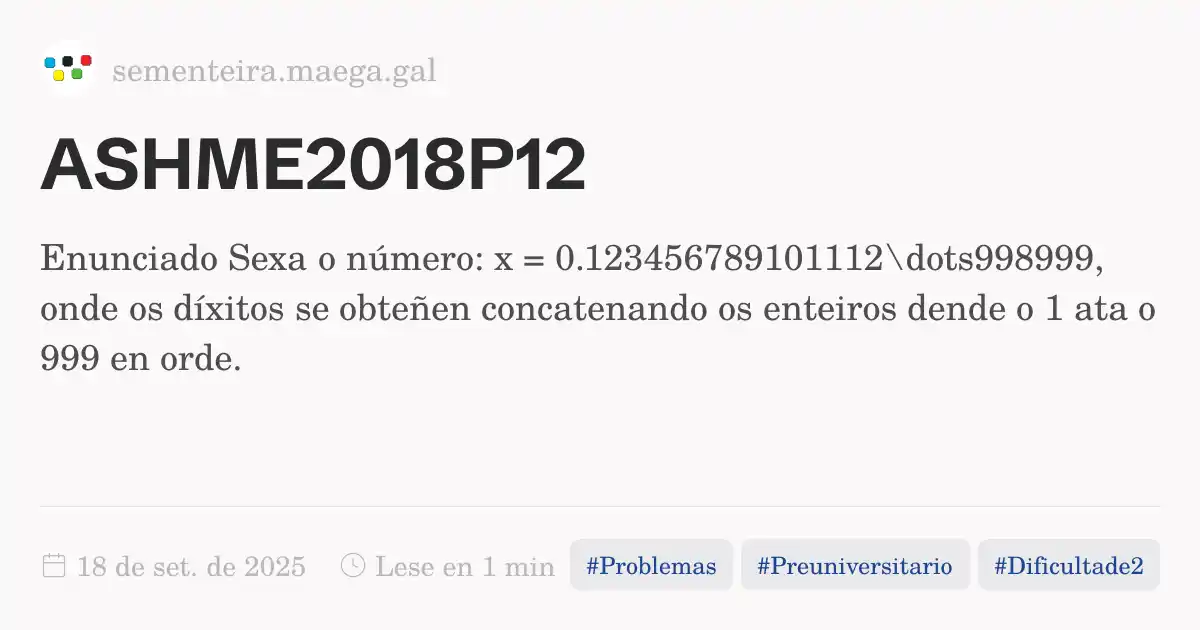 sementeira.maega.gal
ASHME2018P12
Enunciado Sexa o número: x = 0.123456789101112\dots998999,
onde os díxitos se obteñen concatenando os enteiros dende o 1 ata o
999 en orde.
18 de set. de 2025 Lese en 1 min #Problemas #Preuniversitario #Dificultade2